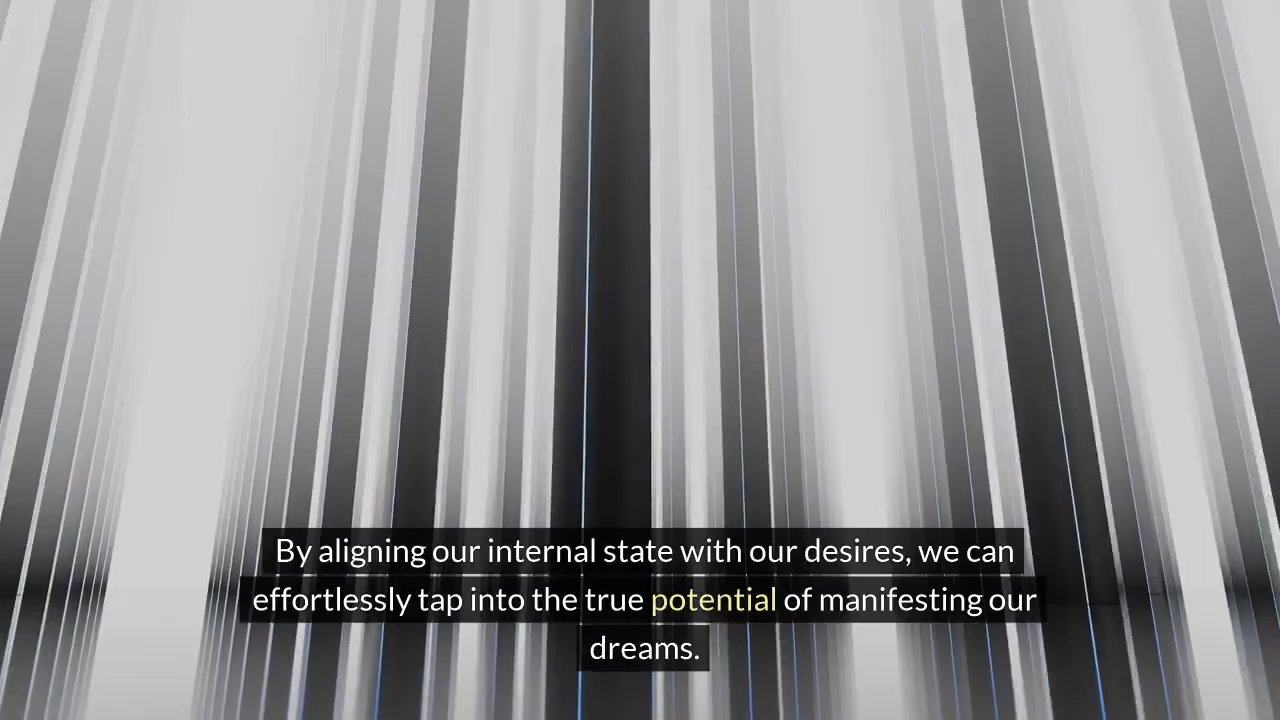 By aligning our internal state with our desires, we can
effortlessly tap into the true potential of manifesting our
dreams.